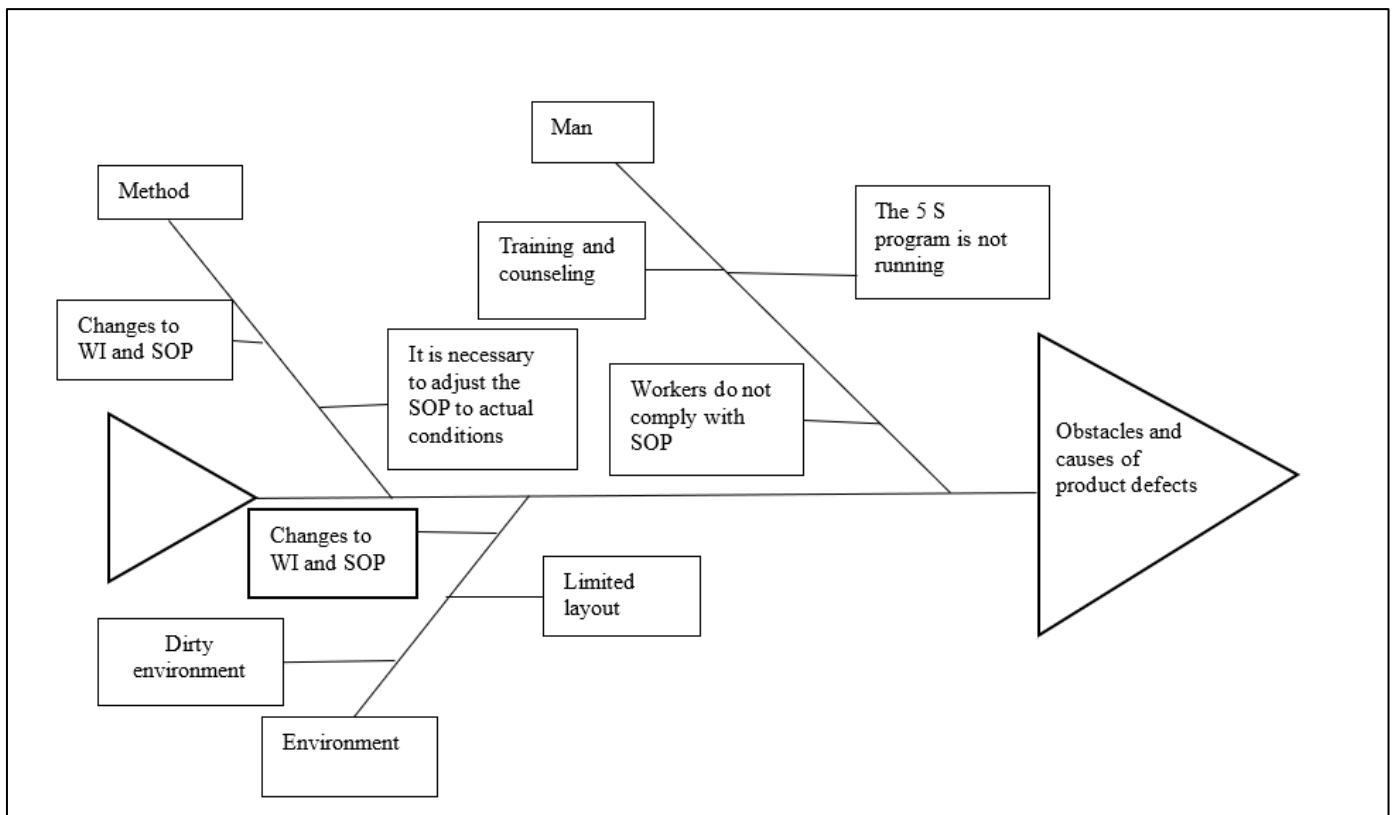 Man
Method
The 5 S
program is not
running
Training and
counseling
Changes to
WI and SOP
It is necessary
to adjust the
SOP to actual
conditions
Workers do not
comply with
SOP
Obstacles and
causes of
product defects
Changes to
WI and SOP
Limited
layout
Dirty
environment
Environment